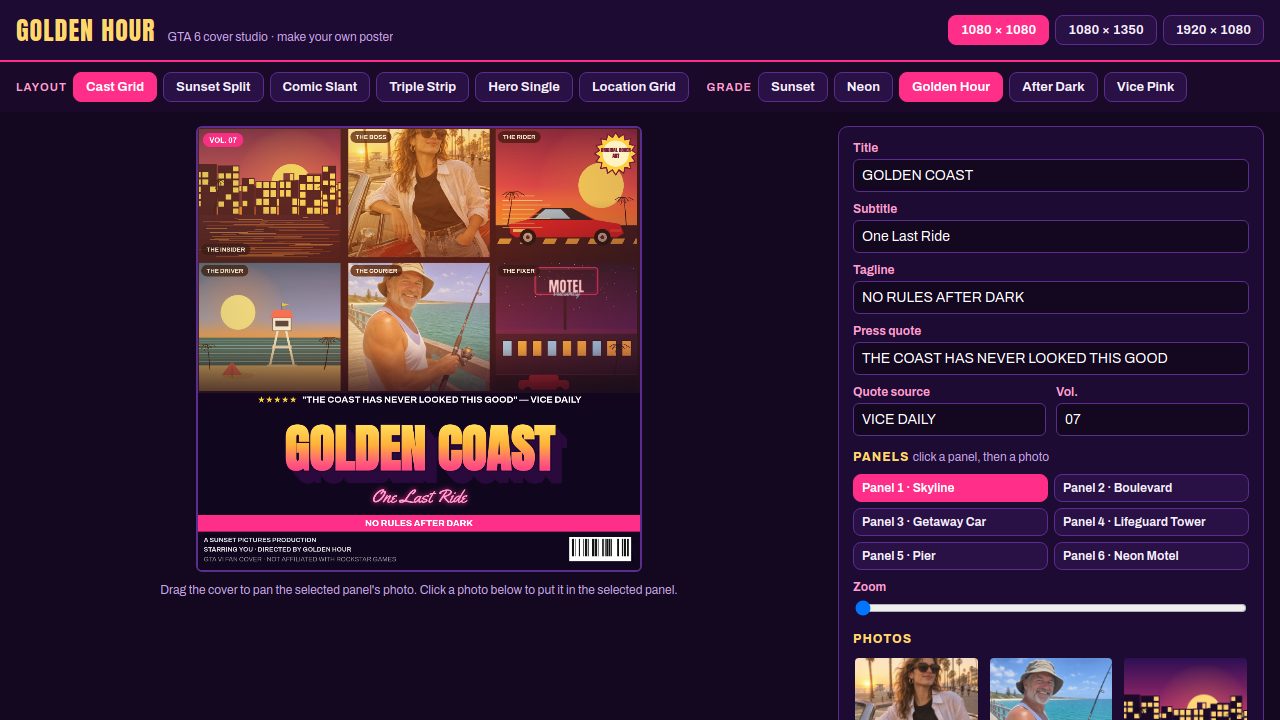 GOLDEN HOUR
GTA 6 cover studio · make your own poster
1080 × 1080
1080 × 1350
1920 × 1080
LAYOUT
Cast Grid
Sunset Split
Comic Slant
Triple Strip
Hero Single
Location Grid
GRADE
Sunset
Neon
Golden Hour
After Dark
Vice Pink
VOL. 07
THE BOSS
THE RIDER
THE INSIDER
THE DRIVER
THE COURIER
THE FIXER
MOTEL
★★★★★ "THE COAST HAS NEVER LOOKED THIS GOOD" — VICE DAILY
GOLDEN COAST
One Last Ride
NO RULES AFTER DARK
A SUNSET PICTURES PRODUCTION
STARRING YOU · DIRECTED BY GOLDEN HOUR
GTA VI FAN COVER · NOT AFFILIATED WITH ROCKSTAR GAMES
Drag the cover to pan the selected panel's photo. Click a photo below to put it in the selected panel.
Title
GOLDEN COAST
Subtitle
One Last Ride
Tagline
NO RULES AFTER DARK
Press quote
THE COAST HAS NEVER LOOKED THIS GOOD
Quote source
Vol.
VICE DAILY
07
PANELS click a panel, then a photo
Panel 1 · Skyline
Panel 2 · Boulevard
Panel 3 · Getaway Car
Panel 4 · Lifeguard Tower
Panel 5 · Pier
Panel 6 · Neon Motel
Zoom
PHOTOS